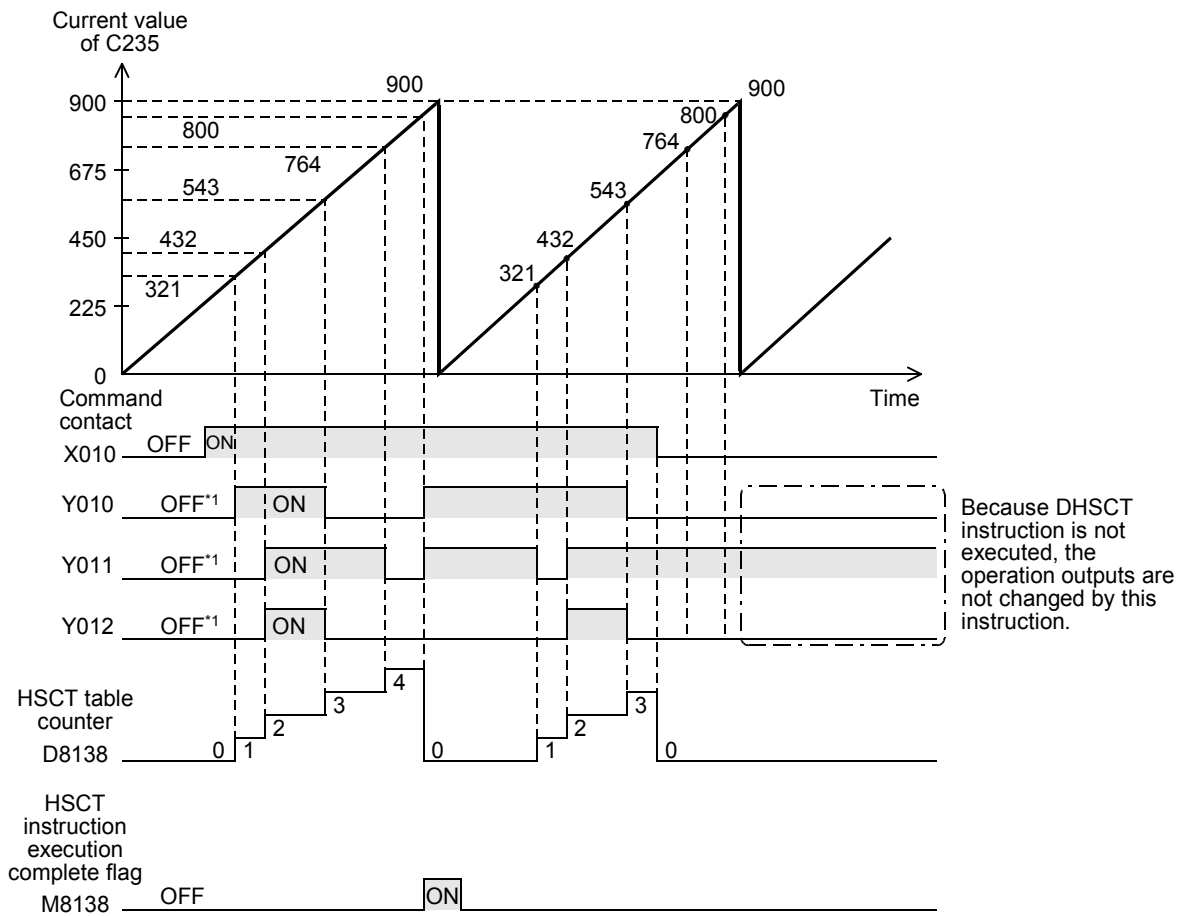 Current value
of C235
900
900
900
800
800
764
764
675
543
543
450
432
432
321
321
225
0
Time
Command
contact
X010
OFF
ON
Y010
OFF*1
ON
Y011
OFF*1
ON
Y012
OFF*1
ON
Because DHSCT
instruction is not
executed, the
operation outputs are
not changed by this
instruction.
HSCT table
counter
D8138
0
1
2
3
4
0
1
2
3
0
HSCT
instruction
execution
complete flag
M8138
OFF
ON